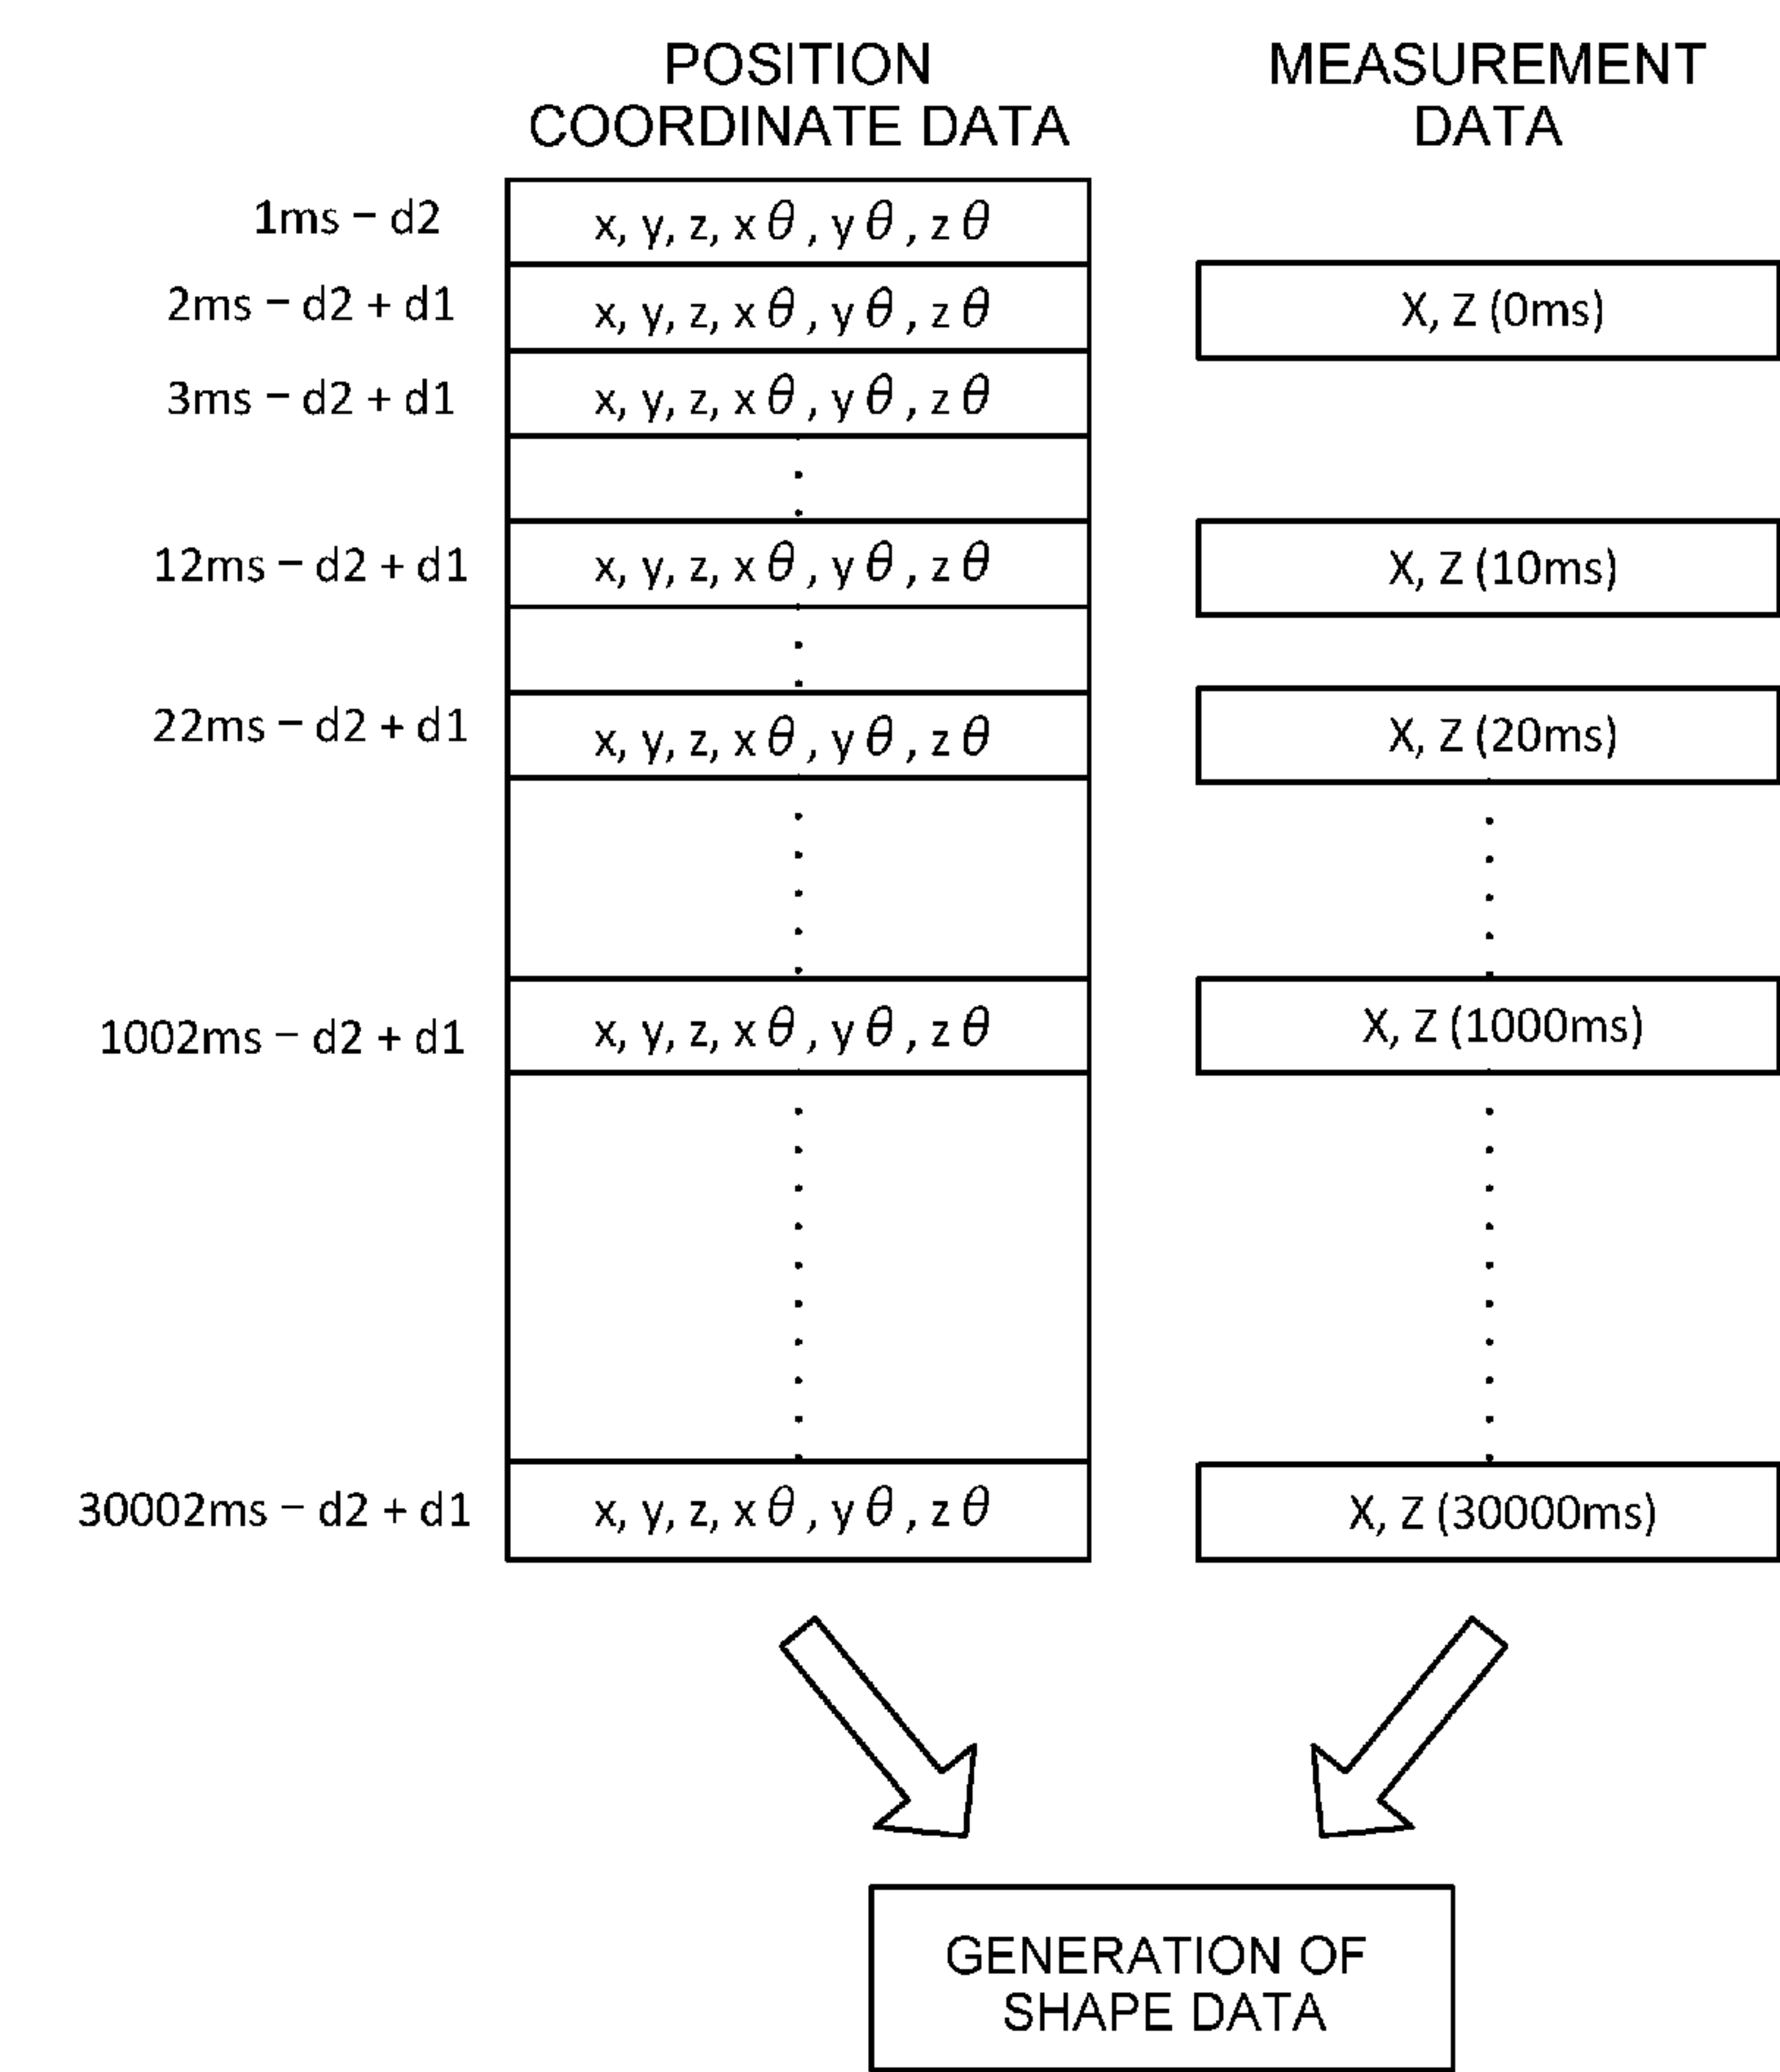 POSITION
COORDINATE DATA
MEASUREMENT
DATA
1ms − d2
x, y, z, xθ, yθ, zθ
2ms − d2 + d1
x, y, z, xθ, yθ, zθ
X, Z (0ms)
3ms − d2 + d1
x, y, z, xθ, yθ, zθ
12ms − d2 + d1
x, y, z, xθ, yθ, zθ
X, Z (10ms)
22ms − d2 + d1
x, y, z, xθ, yθ, zθ
X, Z (20ms)
1002ms − d2 + d1
x, y, z, xθ, yθ, zθ
X, Z (1000ms)
30002ms − d2 + d1
x, y, z, xθ, yθ, zθ
X, Z (30000ms)
GENERATION OF
SHAPE DATA